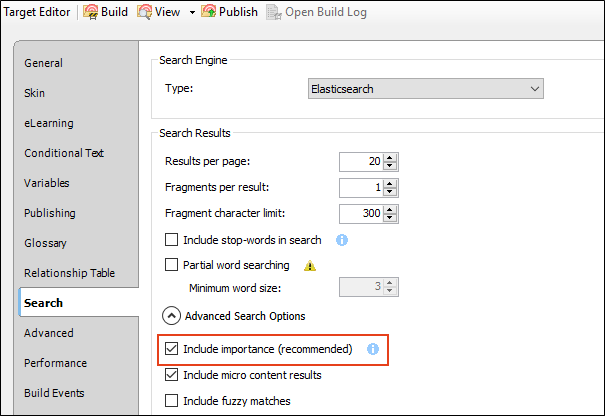 Target Editor Build View Publish Open Build Log
General
Skin
eLearning
Conditional Text
Variables
Publishing
Glossary
Relationship Table
Search
Advanced
Performance
Build Events
Search Engine
Type: Elasticsearch
Search Results
Results per page: 20
Fragments per result: 1
Fragment character limit: 300
Include stop-words in search
Partial word searching
Minimum word size: 3
Advanced Search Options
Include importance (recommended)
Include micro content results
Include fuzzy matches